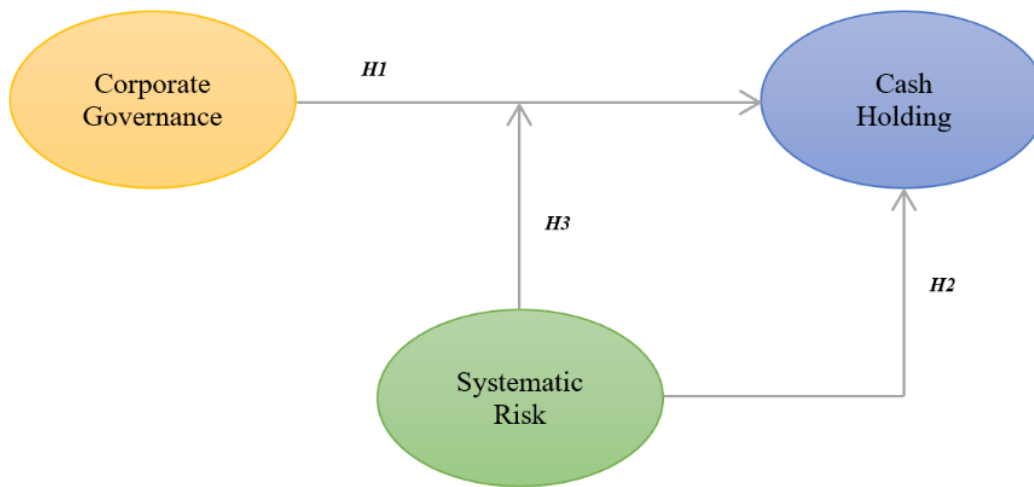 H1
Corporate
Governance
Cash
Holding
H3
H2
Systematic
Risk